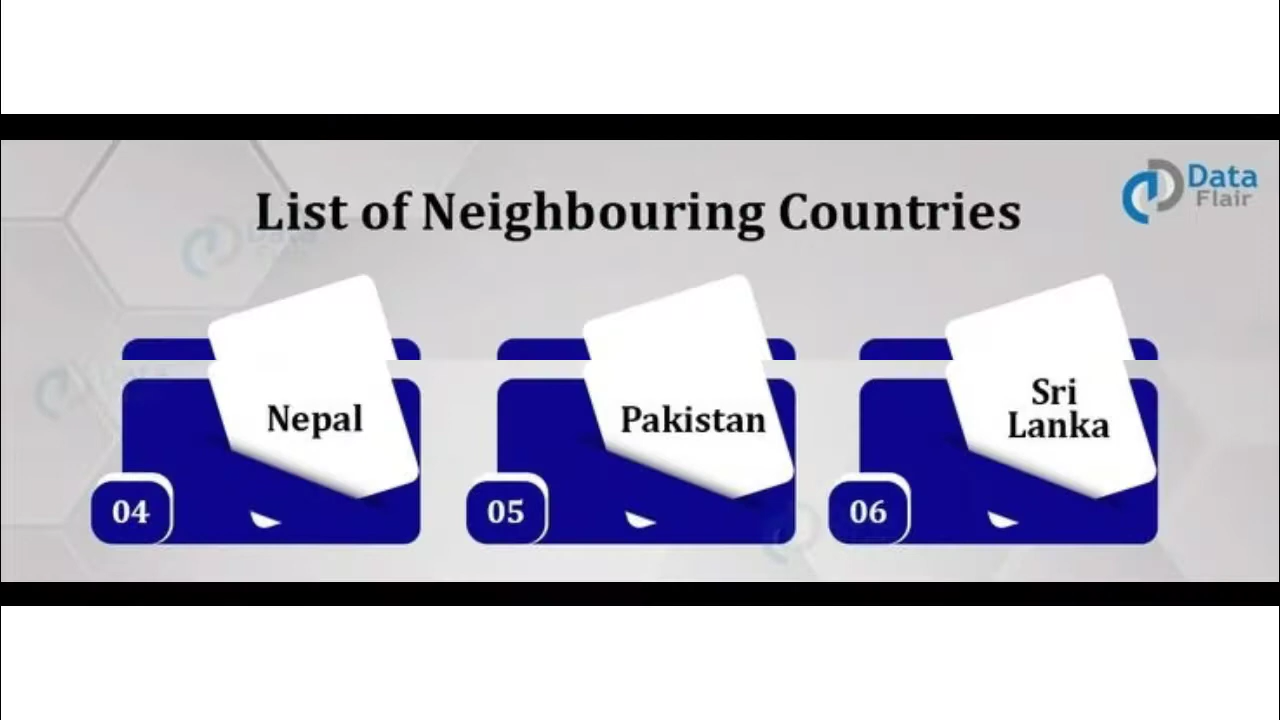 List of Neighbouring Countries
Data
Flair
Nepal
Pakistan
Sri
Lanka
04
05
06